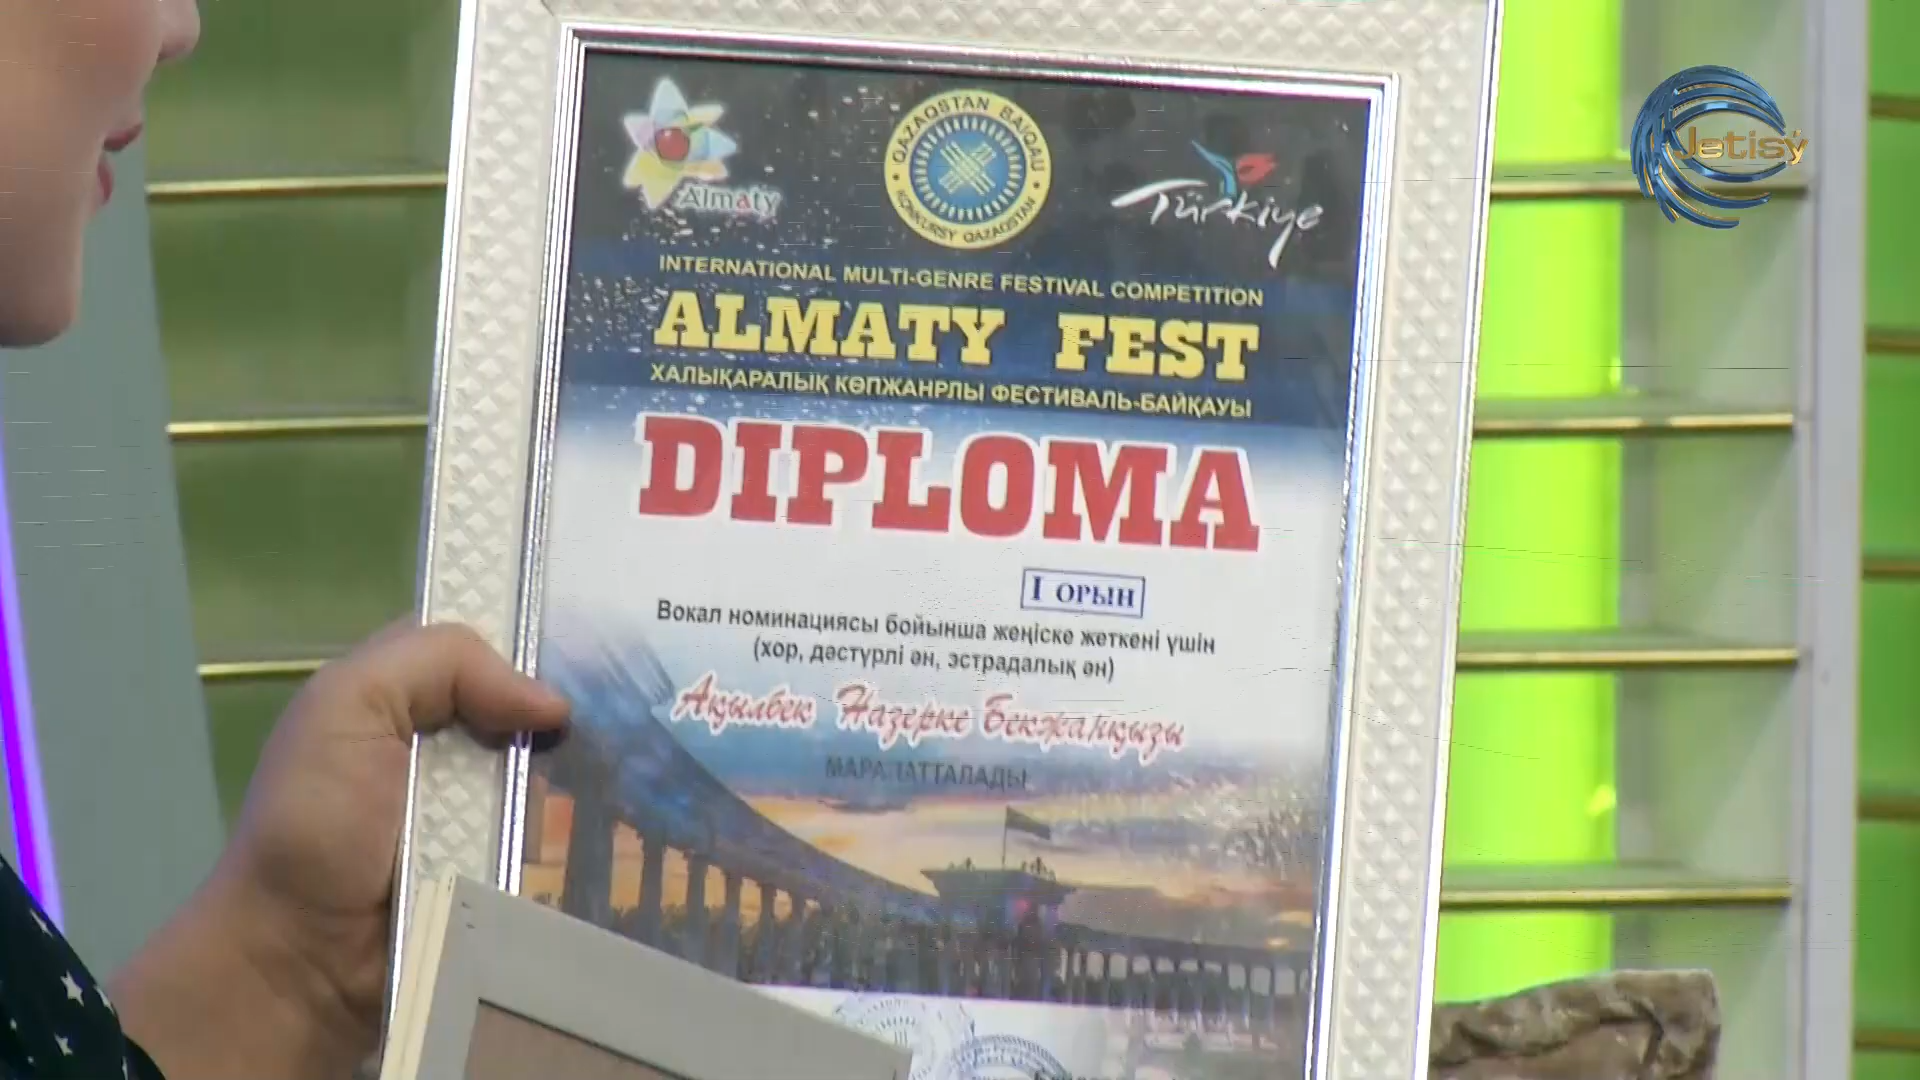 Jetisý
Almaty
QAZAQSTAN BAIQAU
KONKURSY QAZAQSTAN
Türkiye
INTERNATIONAL MULTI-GENRE FESTIVAL COMPETITION
ALMATY FEST
ХАЛЫҚАРАЛЫҚ КӨПЖАНРЛЫ ФЕСТИВАЛЬ-БАЙҚАУЫ
DIPLOMA
I ОРЫН
Вокал номинациясы бойынша жеңіске жеткені үшін
(хор, дәстүрлі ән, эстрадалық ән)
Ақылбек Назерке Бекжанқызы
МАРАПАТТАЛАДЫ